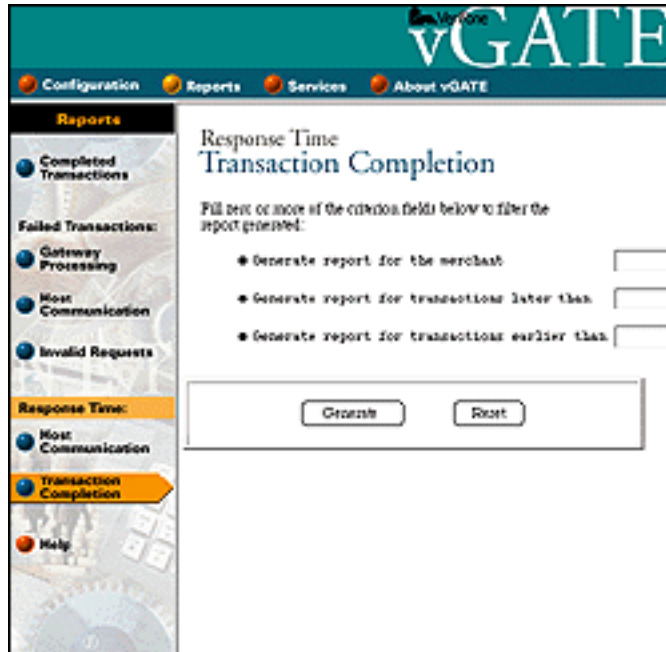 VeriFone
vGATE
Configuration
Reports
Services
About vGATE
Reports
Completed
Transactions
Failed Transactions:
Gateway
Processing
Host
Communication
Invalid Requests
Response Time:
Host
Communication
Transaction
Completion
Help
Response Time
Transaction Completion
Fill zero or more of the criterion fields below to filter the
report generated:
Generate report for the merchant
Generate report for transactions later than
Generate report for transactions earlier than
Generate
Reset